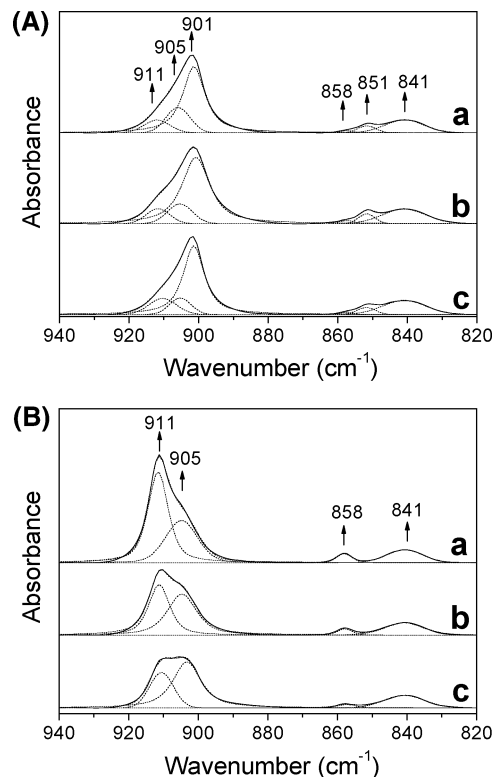 (A)
901
905
911
858 851 841
a
b
c
Absorbance
940 920 900 880 860 840 820
Wavenumber (cm-1)
(B)
911
905
858 841
a
b
c
Absorbance
940 920 900 880 860 840 820
Wavenumber (cm-1)